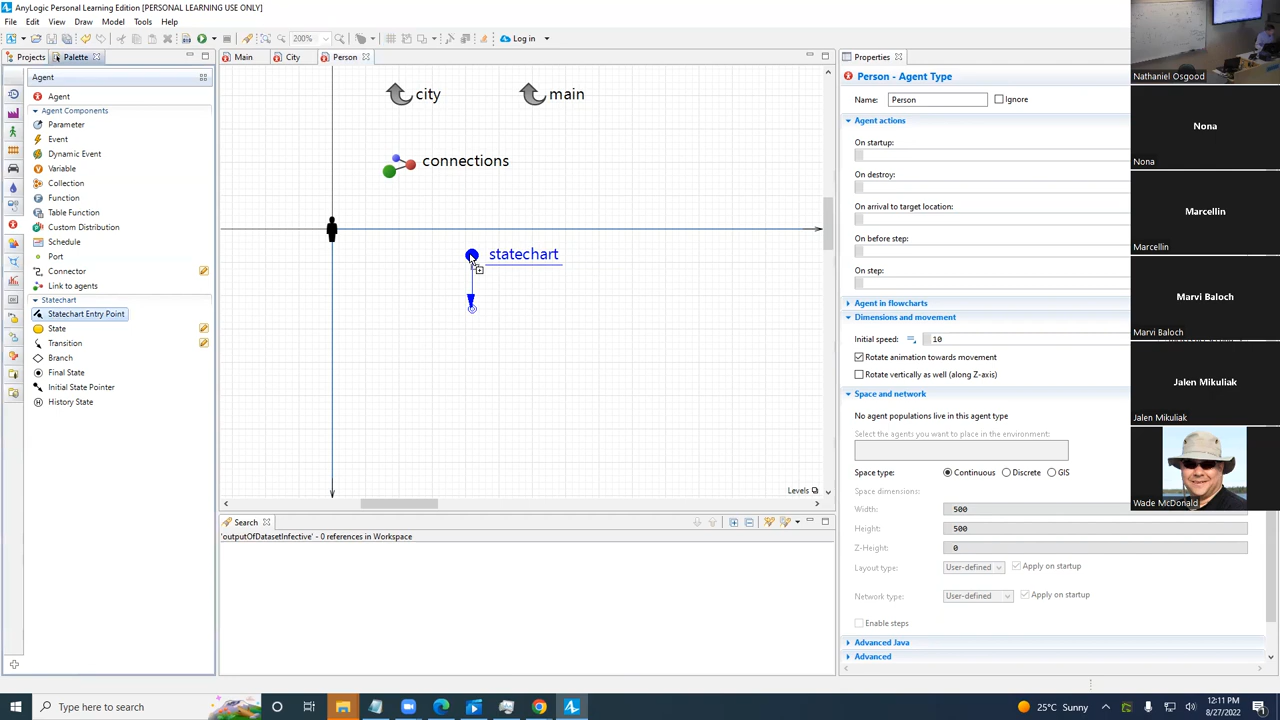 AnyLogic Personal Learning Edition (PERSONAL LEARNING USE ONLY)
File Edit View Draw Model Tools Help
200%
Log in
Projects Palette
Main City Person
Properties
Agent
Agent
Agent Components
Parameter
Event
Dynamic Event
Variable
Collection
Function
Table Function
Custom Distribution
Schedule
Port
Connector
Link to agents
Statechart
Statechart Entry Point
State
Transition
Branch
Final State
Initial State Pointer
History State
city main
connections
statechart
Levels
Search
'outputOfDatasetInfective' - 0 references in Workspace
Person - Agent Type
Name: Person Ignore
Agent actions
On startup:
On destroy:
On arrival to target location:
On before step:
On step:
Agent in flowcharts
Dimensions and movement
Initial speed: 10
Rotate animation towards movement
Rotate vertically as well (along Z-axis)
Space and network
No agent populations live in this agent type
Select the agents you want to place in the environment:
Space type: Continuous Discrete GIS
Space dimensions:
Width: 500
Height: 500
Z-Height: 0
Layout type: User-defined Apply on startup
Network type: User-defined Apply on startup
Enable steps
Advanced Java
Advanced
Nathaniel Osgood
Nona
Nona
Marcellin
Marcellin
Marvi Baloch
Marvi Baloch
Jalen Mikuliak
Jalen Mikuliak
Wade McDonald
Type here to search
25°C Sunny
12:11 PM
8/27/2022
1